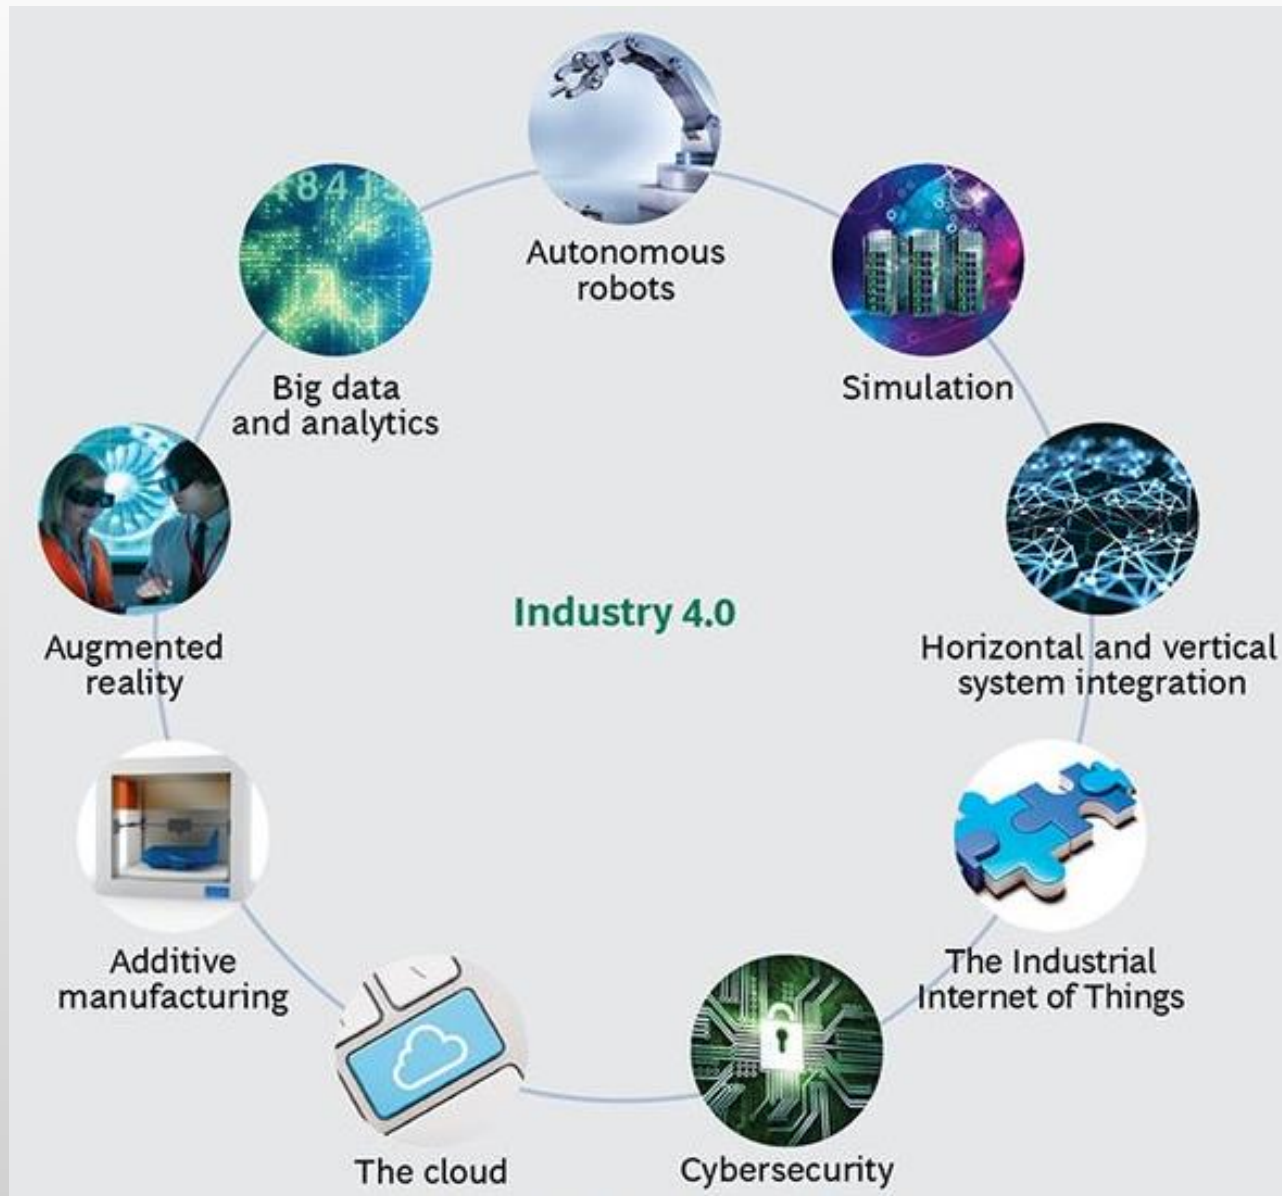 4841
Autonomous
robots
Simulation
Big data
and analytics
Horizontal and vertical
system integration
Augmented
reality
Industry 4.0
The Industrial
Internet of Things
Additive
manufacturing
Cybersecurity
The cloud